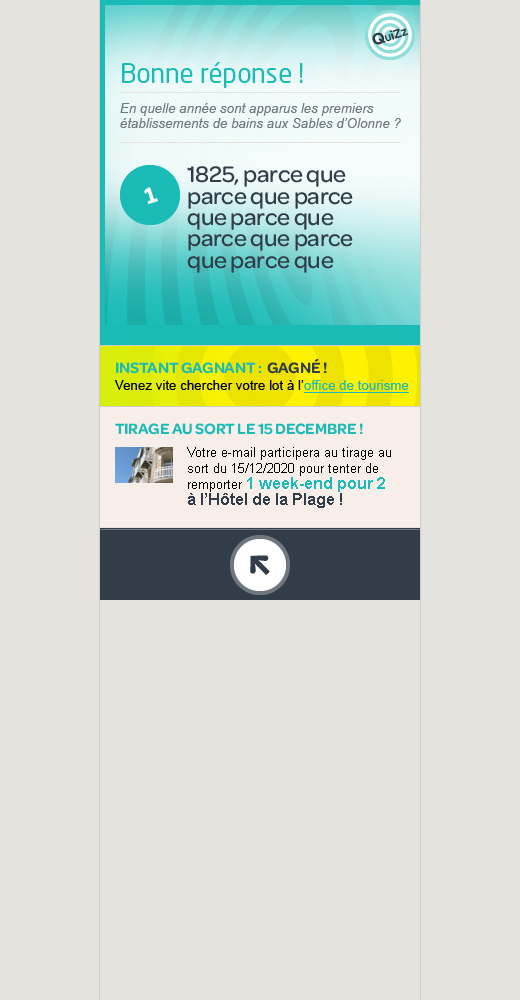 QuiZz
Bonne réponse !
En quelle année sont apparus les premiers
établissements de bains aux Sables d'Olonne ?
1
1825, parce que
parce que parce
que parce que
parce que parce
que parce que
INSTANT GAGNANT : GAGNÉ !
Venez vite chercher votre lot à l'office de tourisme
TIRAGE AU SORT LE 15 DECEMBRE !
Votre e-mail participera au tirage au
sort du 15/12/2020 pour tenter de
remporter 1 week-end pour 2
à l'Hôtel de la Plage !